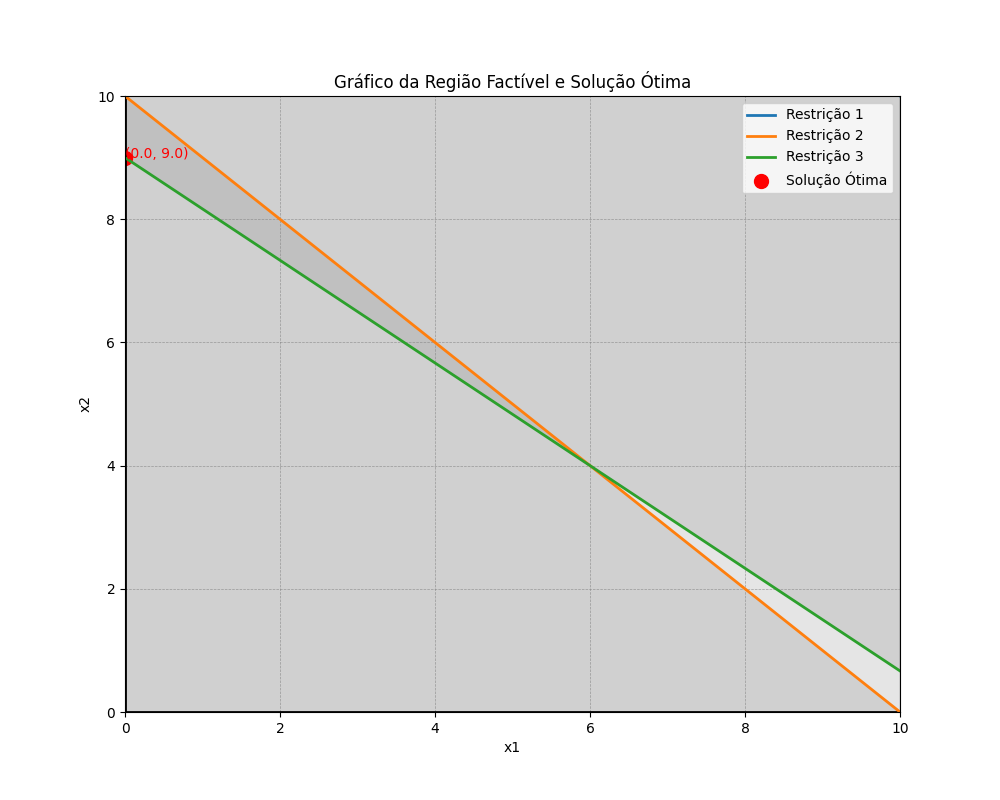 Gráfico da Região Factível e Solução Ótima
Restrição 1
Restrição 2
Restrição 3
Solução Ótima
(0.0, 9.0)
10
8
6
4
2
0
x2
0 2 4 6 8 10
x1